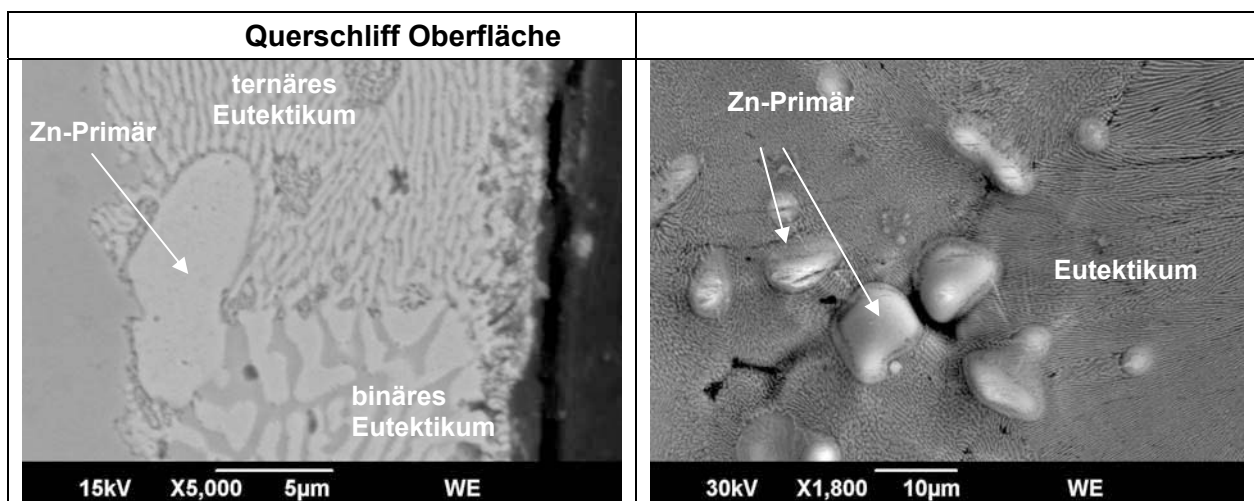 Querschliff Oberfläche
ternäres
Eutektikum
Zn-Primär
binäres
Eutektikum
15kV X5,000 5µm WE
Zn-Primär
Eutektikum
30kV X1,800 10µm WE